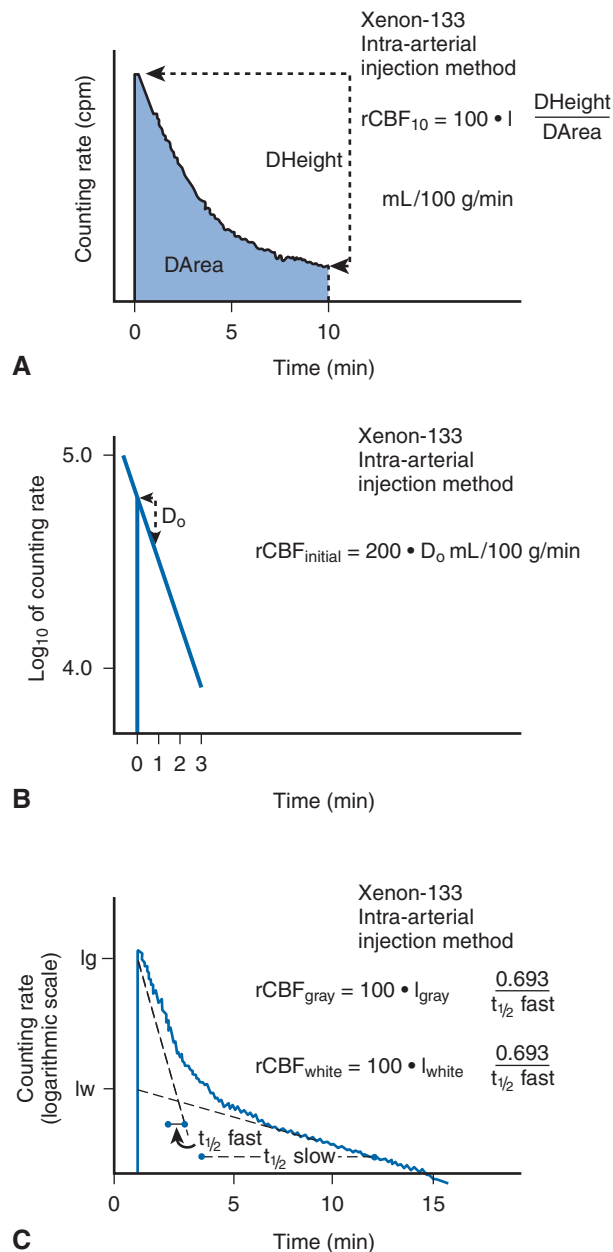 Xenon-133
Intra-arterial
injection method
rCBF10 = 100 • l DHeight
DArea
mL/100 g/min
DHeight
DArea
Counting rate (cpm)
0 5 10
Time (min)
A
Xenon-133
Intra-arterial
injection method
5.0
Do
rCBFinitial = 200 • Do mL/100 g/min
Log10 of counting rate
4.0
0 1 2 3
Time (min)
B
Xenon-133
Intra-arterial
injection method
Ig
rCBFgray = 100 • lgray 0.693
t1/2 fast
Counting rate
(logarithmic scale)
rCBFwhite = 100 • lwhite 0.693
t1/2 fast
Iw
t1/2 fast
t1/2 slow
0 5 10 15
Time (min)
C